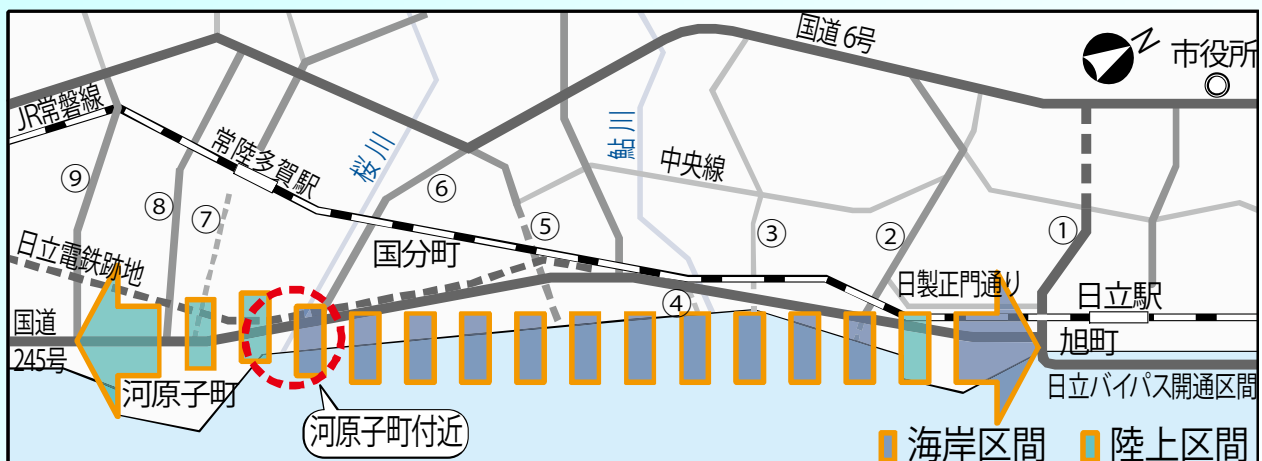 国道6号
N
市役所
JR常磐線
常陸多賀駅
桜川
鮎川
中央線
⑨
⑧
⑦
⑥
⑤
③
②
①
日立電鉄跡地
国分町
④
日製正門通り
日立駅
国道
245号
旭町
河原子町
日立バイパス開通区間
河原子町付近
海岸区間
陸上区間